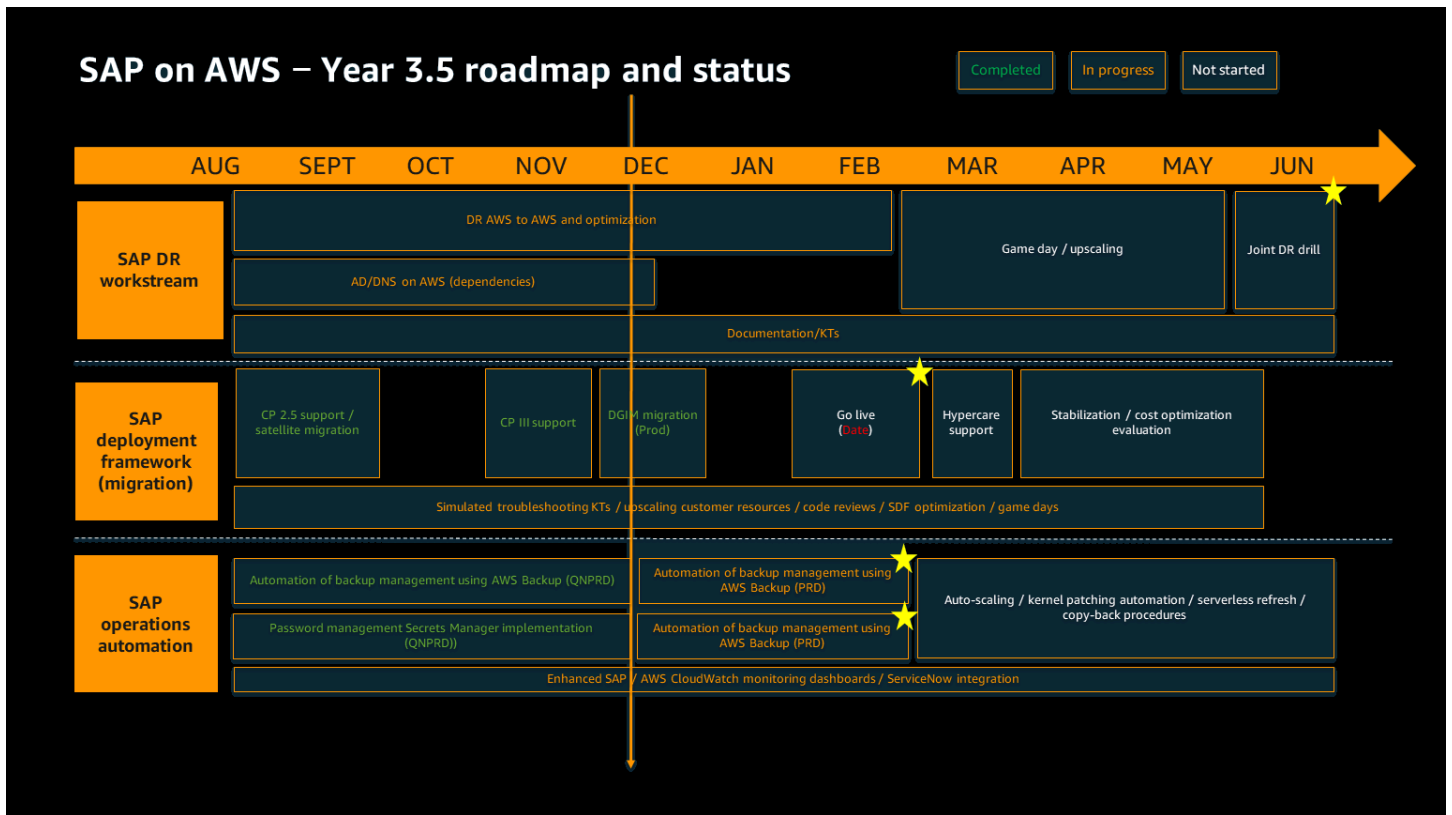 SAP on AWS – Year 3.5 roadmap and status
Completed
In progress
Not started
AUG SEPT OCT NOV DEC JAN FEB MAR APR MAY JUN
SAP DR
workstream
DR AWS to AWS and optimization
Game day / upscaling
Joint DR drill
AD/DNS on AWS (dependencies)
Documentation/KTs
SAP
deployment
framework
(migration)
CP 2.5 support /
satellite migration
CP III support
DGIM migration
(Prod)
Go live
(Date)
Hypercare
support
Stabilization / cost optimization
evaluation
Simulated troubleshooting KTs / upscaling customer resources / code reviews / SDF optimization / game days
SAP
operations
automation
Automation of backup management using AWS Backup (QNPRD)
Automation of backup management using
AWS Backup (PRD)
Auto-scaling / kernel patching automation / serverless refresh /
copy-back procedures
Password management Secrets Manager implementation
(QNPRD))
Automation of backup management using
AWS Backup (PRD)
Enhanced SAP / AWS CloudWatch monitoring dashboards / ServiceNow integration